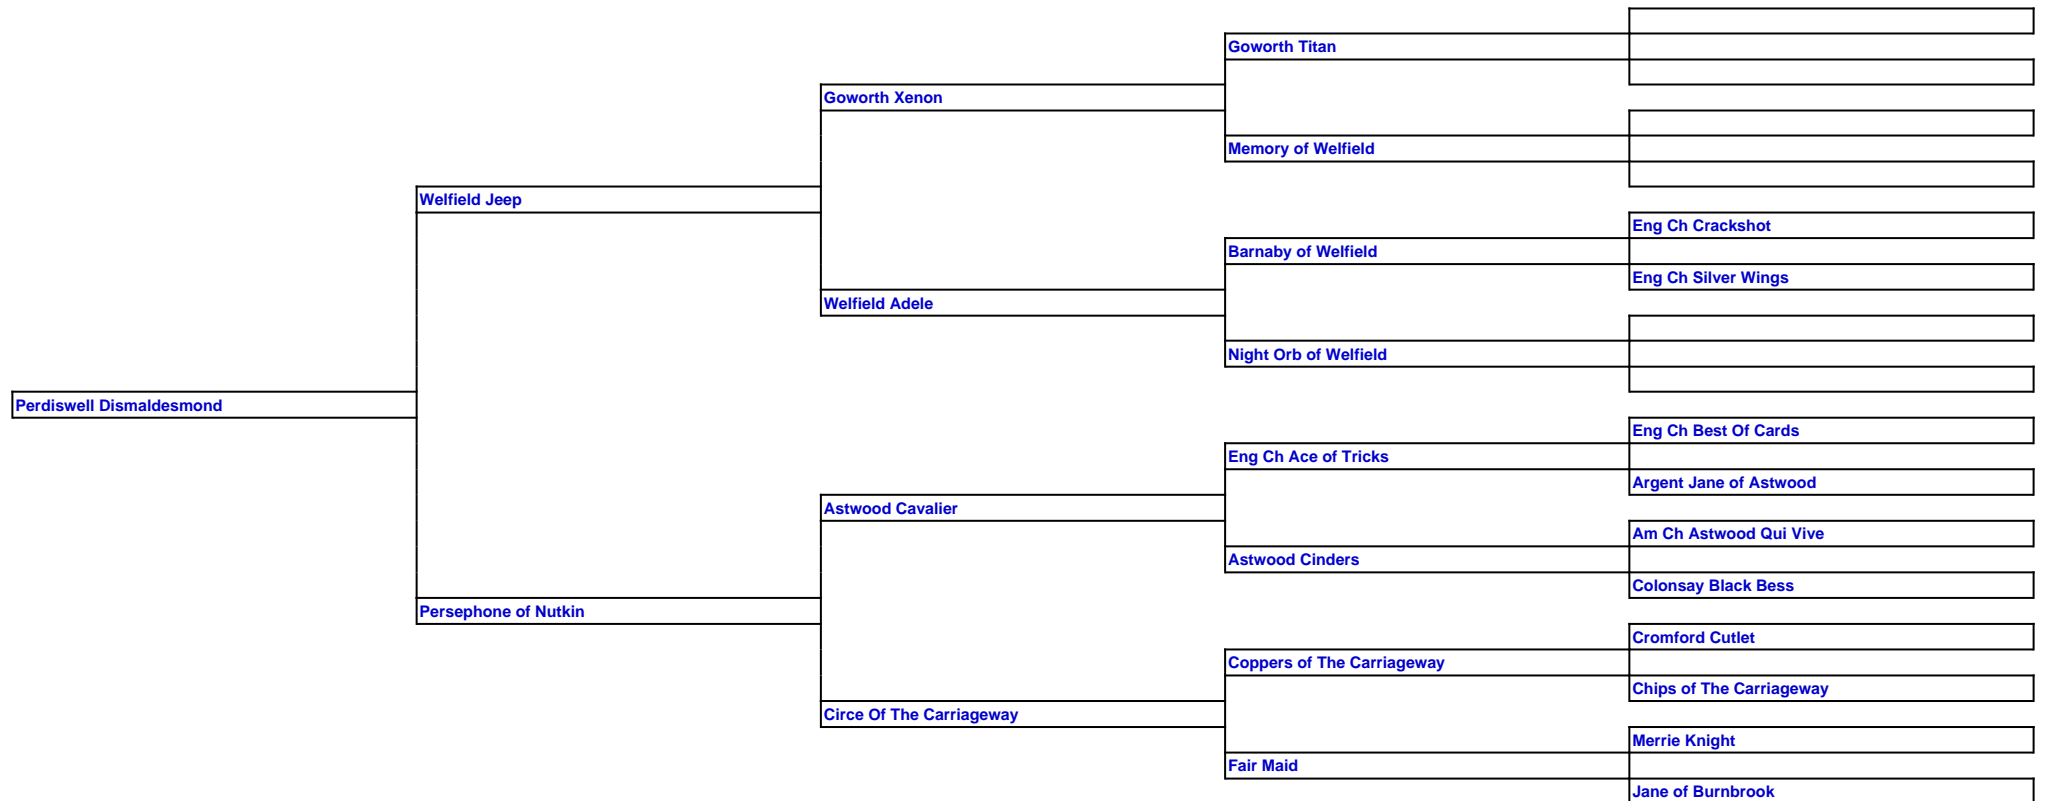 Goworth Titan
Goworth Xenon
Memory of Welfield
Welfield Jeep
Eng Ch Crackshot
Barnaby of Welfield
Eng Ch Silver Wings
Welfield Adele
Night Orb of Welfield
Perdiswell Dismaldesmond
Eng Ch Best Of Cards
Eng Ch Ace of Tricks
Argent Jane of Astwood
Astwood Cavalier
Am Ch Astwood Qui Vive
Astwood Cinders
Colonsay Black Bess
Persephone of Nutkin
Cromford Cutlet
Coppers of The Carriageway
Chips of The Carriageway
Circe Of The Carriageway
Merrie Knight
Fair Maid
Jane of Burnbrook